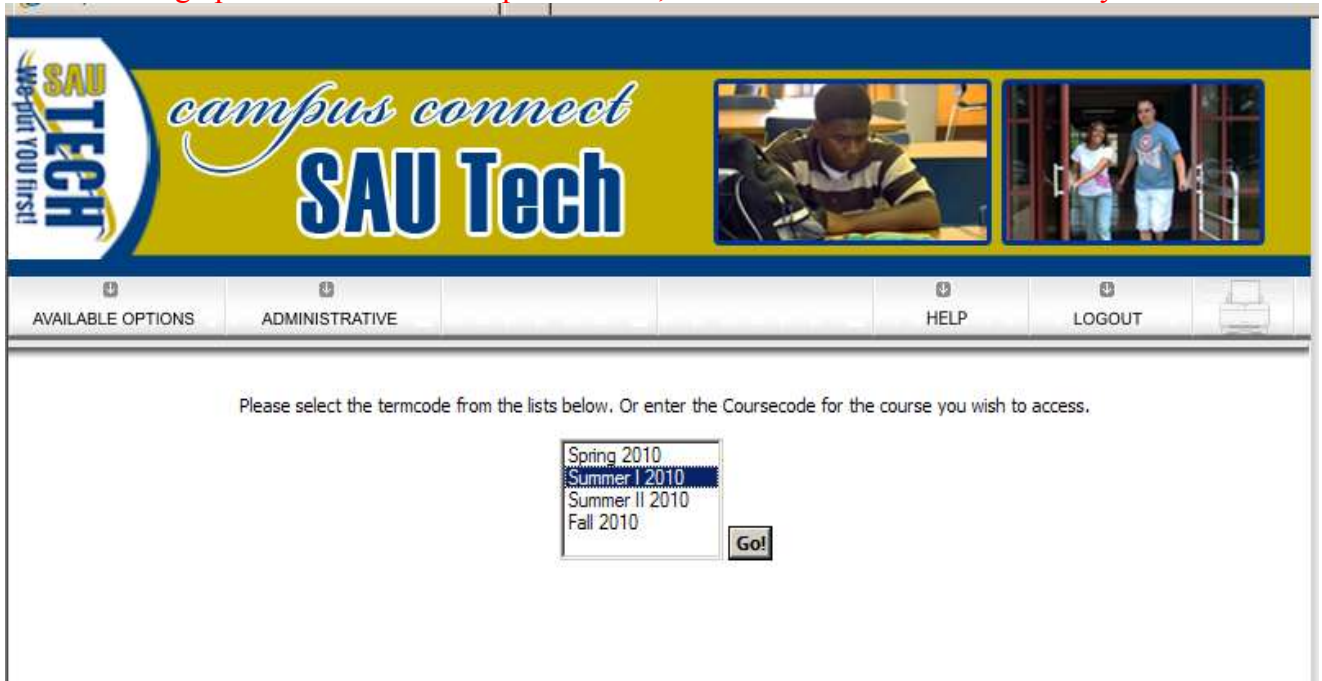 SAU
TECH
We put YOU first!
campus connect
SAU Tech
AVAILABLE OPTIONS
ADMINISTRATIVE
HELP
LOGOUT
Please select the termcode from the lists below. Or enter the Coursecode for the course you wish to access.
Spring 2010
Summer I 2010
Summer II 2010
Fall 2010
Go!